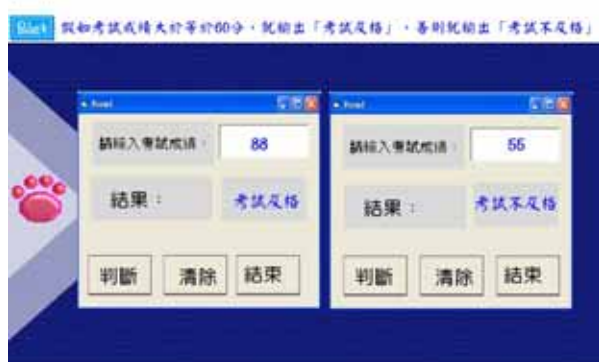 假如考試成績大於等於60分，就輸出「考試及格」，否則就輸出「考試不及格」
請輸入考試成績： 88
結果： 考試及格
判斷 清除 結束
請輸入考試成績： 55
結果： 考試不及格
判斷 清除 結束